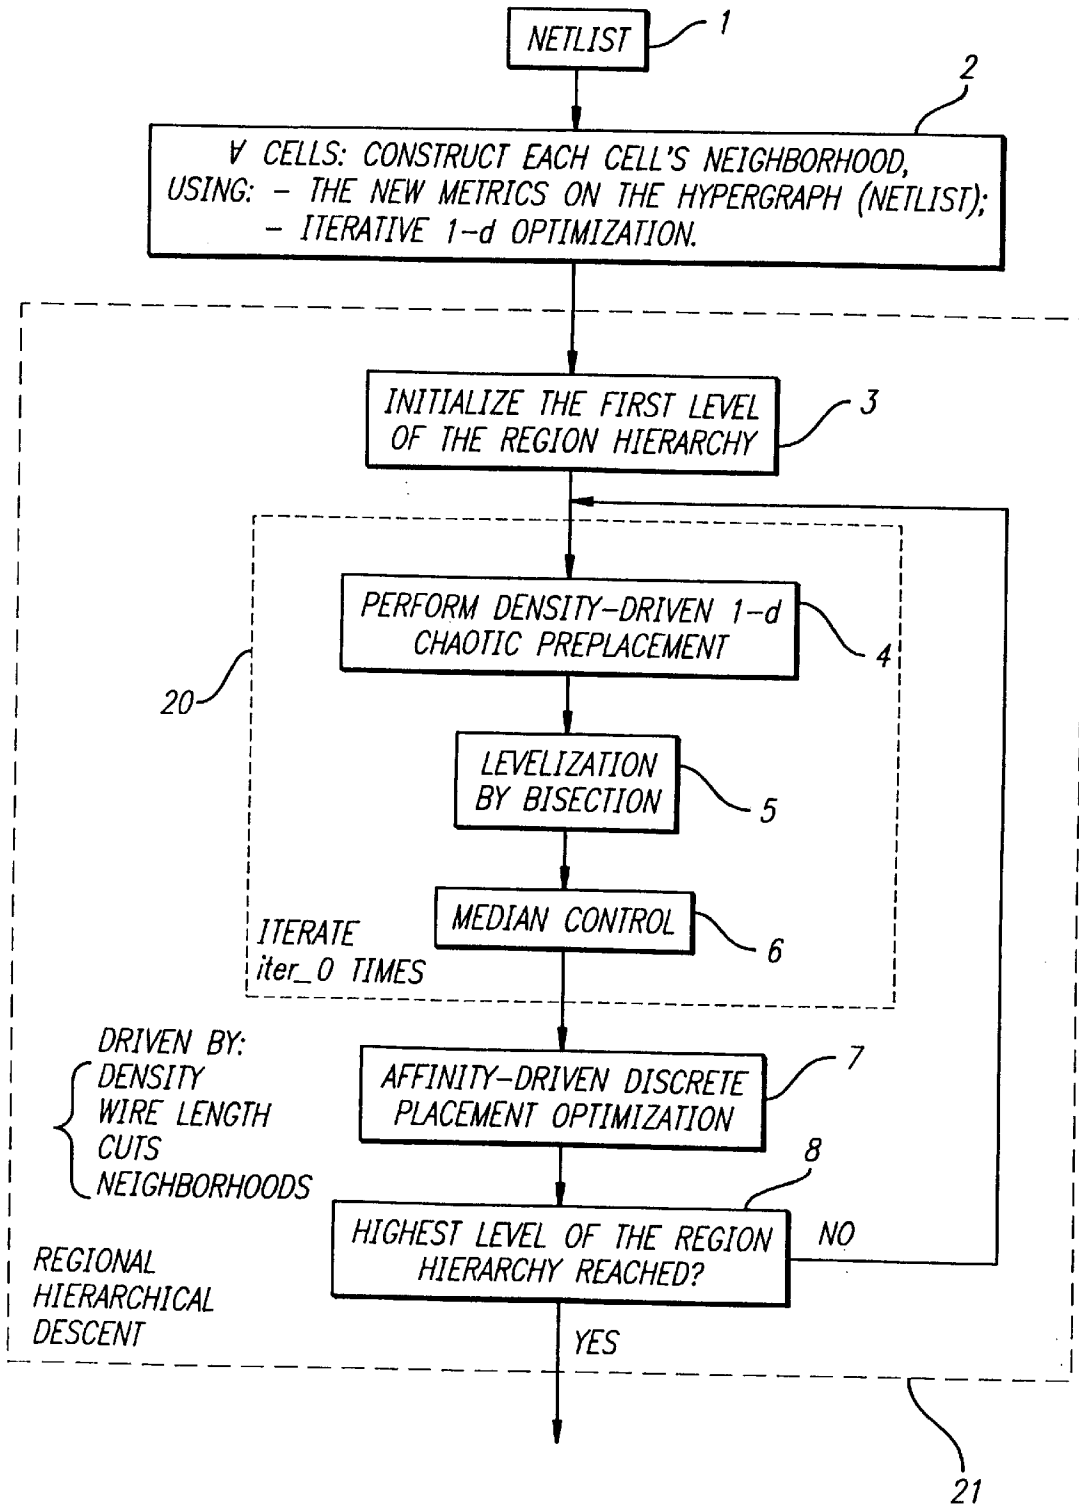 NETLIST
1
2
∀ CELLS: CONSTRUCT EACH CELL'S NEIGHBORHOOD,
USING: - THE NEW METRICS ON THE HYPERGRAPH (NETLIST);
- ITERATIVE 1-d OPTIMIZATION.
INITIALIZE THE FIRST LEVEL
OF THE REGION HIERARCHY
3
PERFORM DENSITY-DRIVEN 1-d
CHAOTIC PREPLACEMENT
4
20
LEVELIZATION
BY BISECTION
5
MEDIAN CONTROL
6
ITERATE
iter_0 TIMES
DRIVEN BY:
DENSITY
WIRE LENGTH
CUTS
NEIGHBORHOODS
AFFINITY-DRIVEN DISCRETE
PLACEMENT OPTIMIZATION
7
8
HIGHEST LEVEL OF THE REGION
HIERARCHY REACHED?
NO
REGIONAL
HIERARCHICAL
DESCENT
YES
21